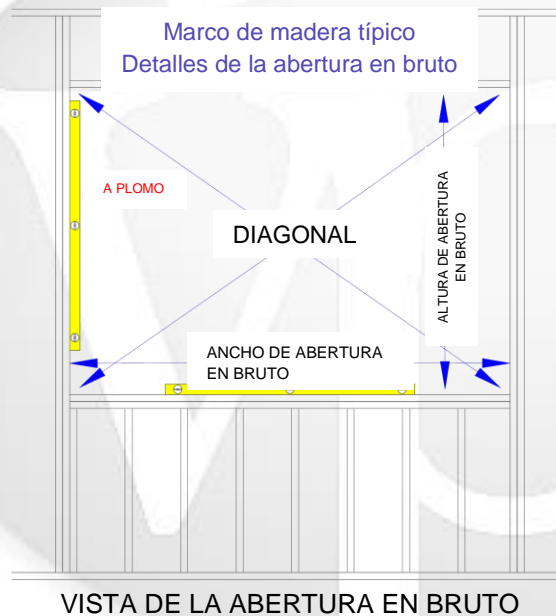 Marco de madera típico
Detalles de la abertura en bruto
A PLOMO
DIAGONAL
ALTURA DE ABERTURA
EN BRUTO
ANCHO DE ABERTURA
EN BRUTO
VISTA DE LA ABERTURA EN BRUTO